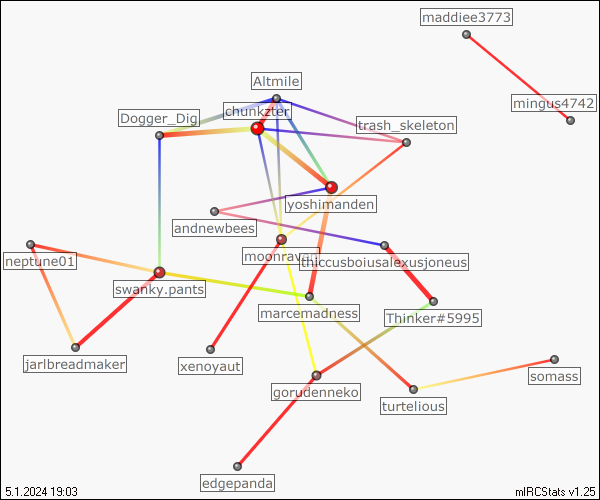 maddiee3773
Altmile
mingus4742
chunkzter
Dogger_Dig
trash_skeleton
yoshimanden
andnewbees
moonrave
thiccusboiusalexusjoneus
neptune01
swanky.pants
marcemadness
Thinker#5995
jarlbreadmaker
xenoyaut
somass
gorudenneko
turtelious
edgepanda
5.1.2024 19:03
mIRCStats v1.25